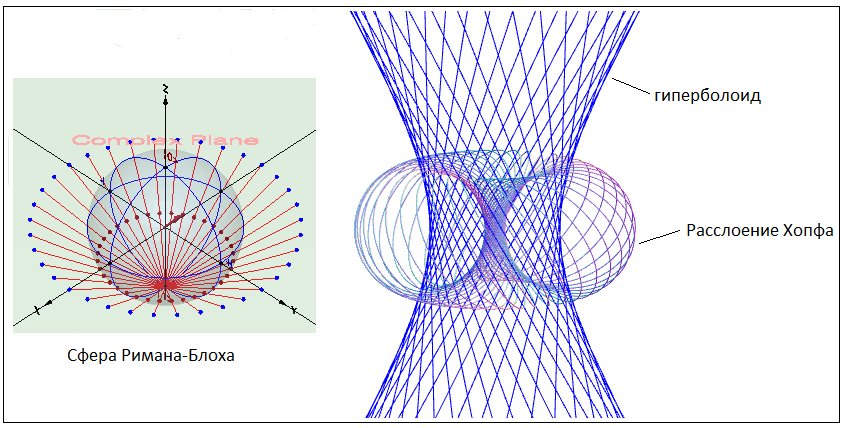 Z
Complex Plane
X
Y
Сфера Римана-Блоха
гиперболоид
Расслоение Хопфа